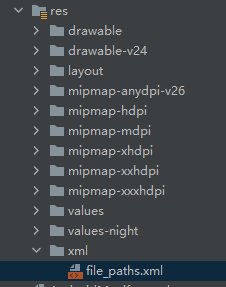 res
drawable
drawable-v24
layout
mipmap-anydpi-v26
mipmap-hdpi
mipmap-mdpi
mipmap-xhdpi
mipmap-xxhdpi
mipmap-xxxhdpi
values
values-night
xml
file_paths.xml